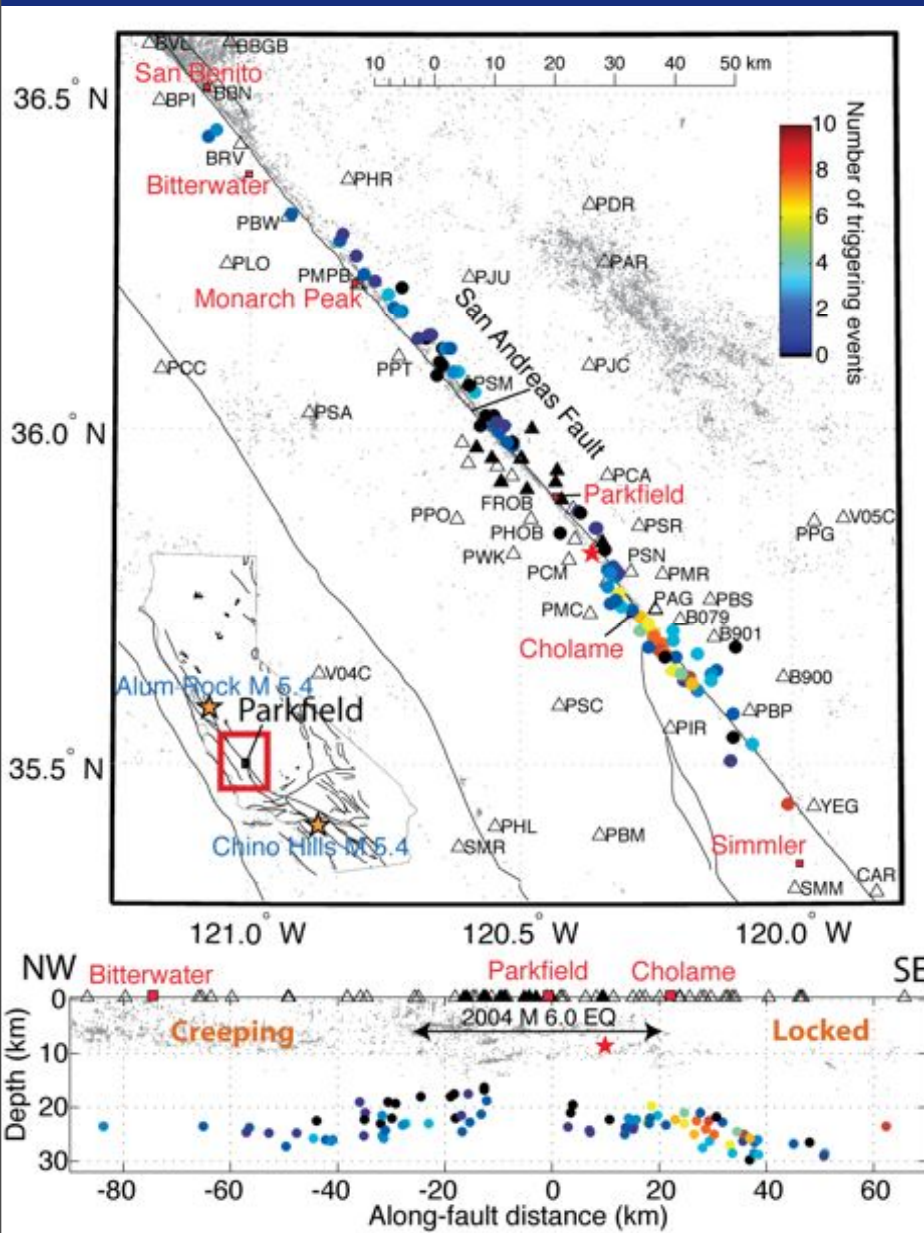 BVL BBGB
San Benito
BBN
BPI
BRV
Bitterwater
PBW
PLO
PHR
PMPB
Monarch Peak
PJU
PDR
PAR
10 0 10 20 30 40 50 km
10
8
6
4
2
0
Number of triggering events
36.5° N
36.0° N
35.5° N
San Andreas Fault
PCC
PPT
PSM
PJC
PSA
PCA
Parkfield
FROB
PPO
PHOB
PSR
PPG
V05C
PWK
PCM
PSN
PMR
PMC
PAG
PBS
B079
B901
Cholame
V04C
B900
Alum-Rock M 5.4
Parkfield
PSC
PIR
PBP
Chino Hills M 5.4
PHL
SMR
PBM
YEG
Simmler
CAR
SMM
121.0° W
120.5° W
120.0° W
NW
SE
Bitterwater
Parkfield
Cholame
2004 M 6.0 EQ
Creeping
Locked
0
10
20
30
Depth (km)
-80 -60 -40 -20 0 20 40 60
Along-fault distance (km)